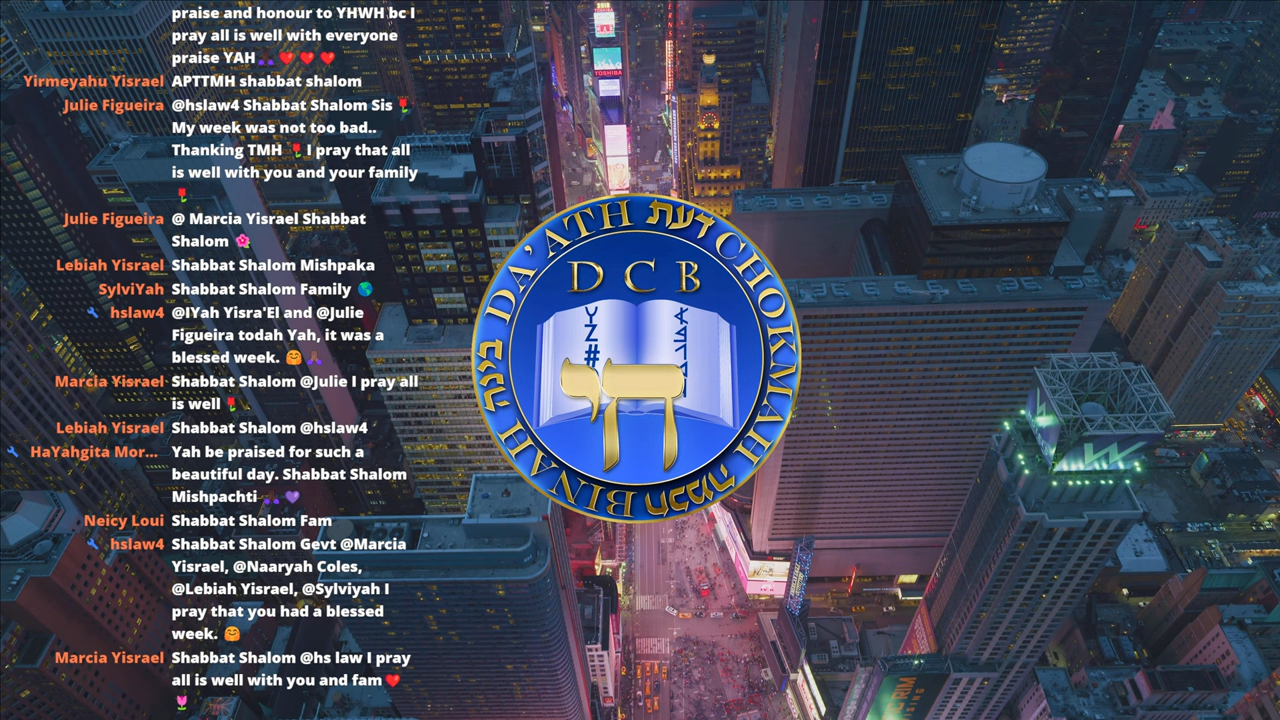 praise and honour to YHWH bc I
pray all is well with everyone
praise YAH🙏🏾❤️❤️❤️
Yirmeyahu Yisrael APTTMH shabbat shalom
Julie Figueira @hslaw4 Shabbat Shalom Sis 🌷
My week was not too bad..
Thanking TMH 🌷I pray that all
is well with you and your family
🌷
Julie Figueira @ Marcia Yisrael Shabbat
Shalom 🌺
Lebiah Yisrael Shabbat Shalom Mishpaka
SylviYah Shabbat Shalom Family 🌎
hslaw4 @IYah Yisra'El and @Julie
Figueira todah Yah, it was a
blessed week. 🤗 🙏🏾
Marcia Yisrael Shabbat Shalom @Julie I pray all
is well🌷
Lebiah Yisrael Shabbat Shalom @hslaw4
HaYahgita Mor... Yah be praised for such a
beautiful day. Shabbat Shalom
Mishpachti 💜
Neicy Loui Shabbat Shalom Fam
hslaw4 Shabbat Shalom Gevt @Marcia
Yisrael, @Naaryah Coles,
@Lebiah Yisrael, @Sylviyah I
pray that you had a blessed
week. 🤗
Marcia Yisrael Shabbat Shalom @hs law I pray
all is well with you and fam❤️
🌷
DA'ATH דעת CHOKMAH חכמה BINAH בינה
DCB
חי
TOSHIBA